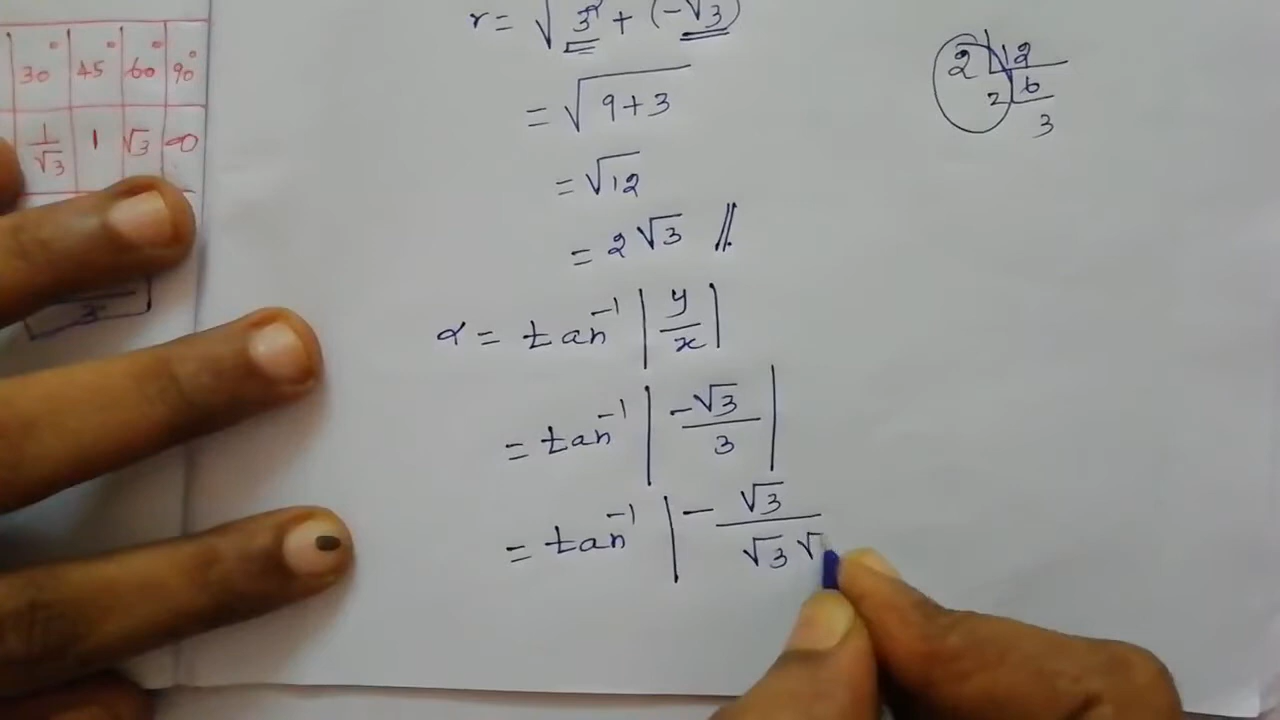 r = √3² + (-√3)
= √9+3
= √12
= 2√3 //
α = tan⁻¹ |y/x|
= tan⁻¹ |-√3/3|
= tan⁻¹ |- √3/√3 √
2 | 12
2 | 6
3
30° 45° 60° 90°
1/√3 1 √3 ∞